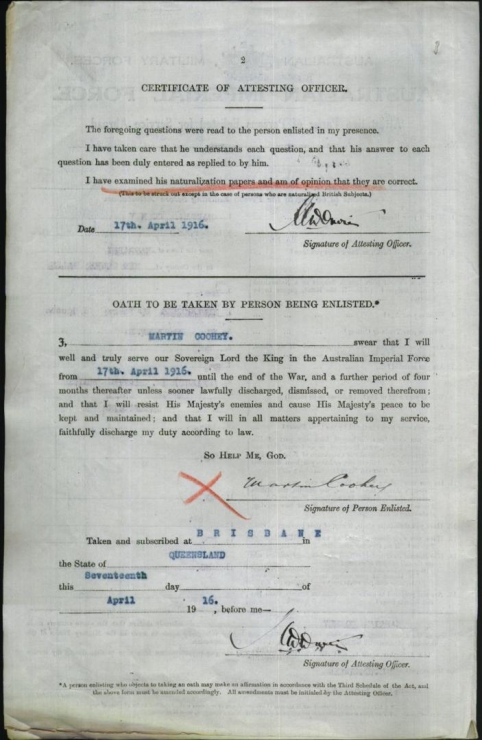 2
CERTIFICATE OF ATTESTING OFFICER.
The foregoing questions were read to the person enlisted in my presence.
I have taken care that he understands each question, and that his answer to each
question has been duly entered as replied to by him.
I have examined his naturalization papers and am of opinion that they are correct.
(This to be struck out except in the case of persons who are naturalized British Subjects.)
Date 17th. April 1916.
Signature of Attesting Officer.
OATH TO BE TAKEN BY PERSON BEING ENLISTED.*
I, MARTIN COOHEY. swear that I will
well and truly serve our Sovereign Lord the King in the Australian Imperial Force
from 17th. April 1916. until the end of the War, and a further period of four
months thereafter unless sooner lawfully discharged, dismissed, or removed therefrom;
and that I will resist His Majesty's enemies and cause His Majesty's peace to be
kept and maintained; and that I will in all matters appertaining to my service,
faithfully discharge my duty according to law.
SO HELP ME, GOD.
Martin Coohey
Signature of Person Enlisted.
Taken and subscribed at BRISBANE in
the State of QUEENSLAND
this Seventeenth day of
April 1916. before me—
Signature of Attesting Officer.
*A person enlisting who objects to taking an oath may make an affirmation in accordance with the Third Schedule of the Act, and
the above form must be amended accordingly. All amendments must be initialed by the Attesting Officer.